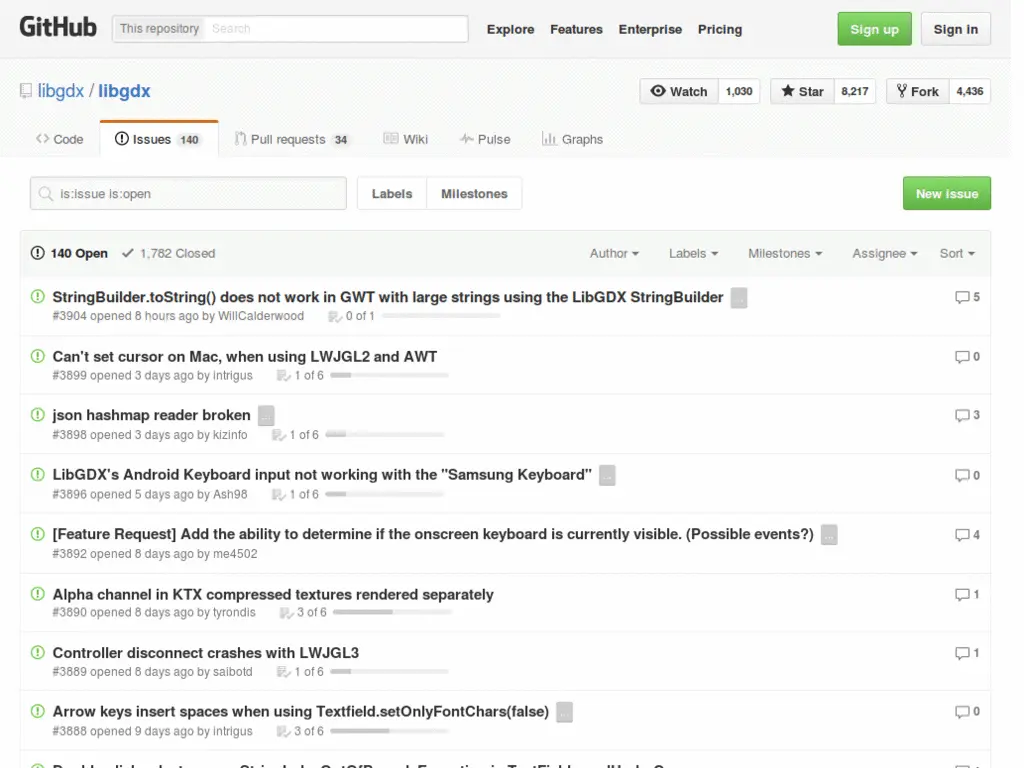 GitHub This repository Search Explore Features Enterprise Pricing Sign up Sign in
libgdx / libgdx Watch 1,030 Star 8,217 Fork 4,436
Code Issues 140 Pull requests 34 Wiki Pulse Graphs
is:issue is:open Labels Milestones New issue
140 Open 1,782 Closed Author Labels Milestones Assignee Sort
StringBuilder.toString() does not work in GWT with large strings using the LibGDX StringBuilder … 5
#3904 opened 8 hours ago by WillCalderwood 0 of 1
Can't set cursor on Mac, when using LWJGL2 and AWT 0
#3899 opened 3 days ago by intrigus 1 of 6
json hashmap reader broken … 3
#3898 opened 3 days ago by kizinfo 1 of 6
LibGDX's Android Keyboard input not working with the "Samsung Keyboard" … 0
#3896 opened 5 days ago by Ash98 1 of 6
[Feature Request] Add the ability to determine if the onscreen keyboard is currently visible. (Possible events?) … 4
#3892 opened 8 days ago by me4502
Alpha channel in KTX compressed textures rendered separately 1
#3890 opened 8 days ago by tyrondis 3 of 6
Controller disconnect crashes with LWJGL3 1
#3889 opened 8 days ago by saibotd 1 of 6
Arrow keys insert spaces when using Textfield.setOnlyFontChars(false) … 0
#3888 opened 9 days ago by intrigus 3 of 6